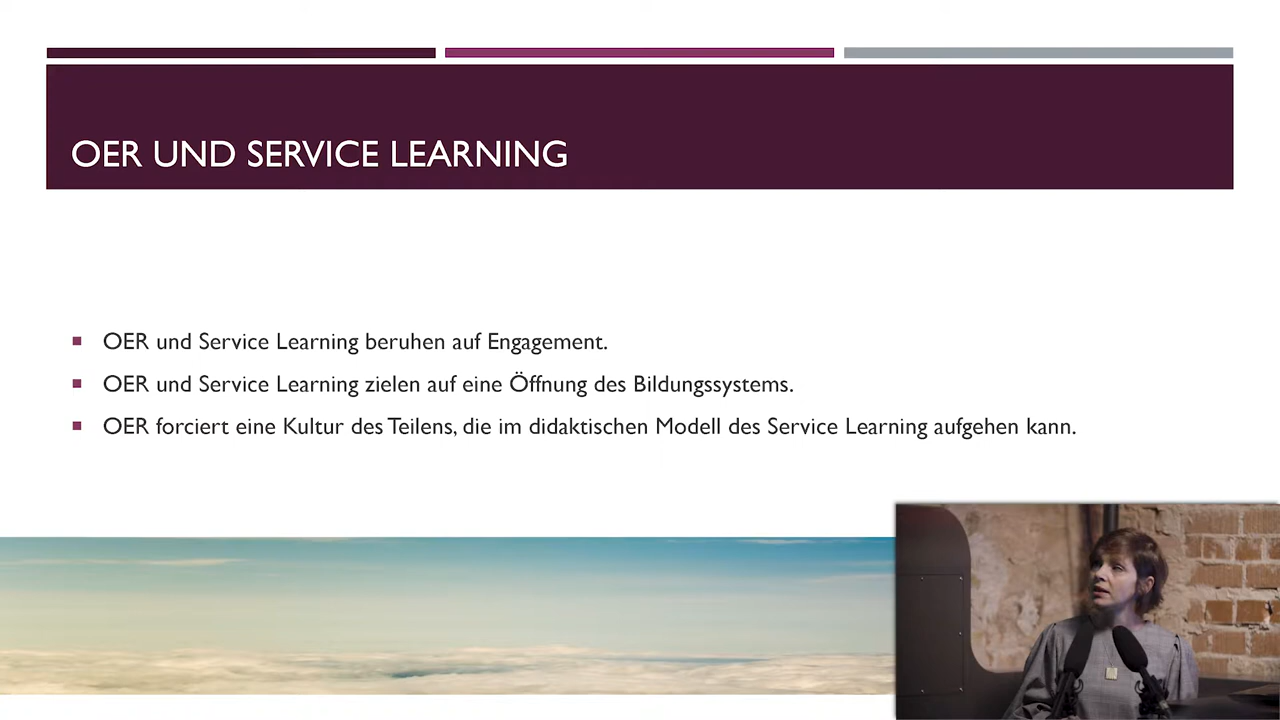 OER UND SERVICE LEARNING
OER und Service Learning beruhen auf Engagement.
OER und Service Learning zielen auf eine Öffnung des Bildungssystems.
OER forciert eine Kultur des Teilens, die im didaktischen Modell des Service Learning aufgehen kann.